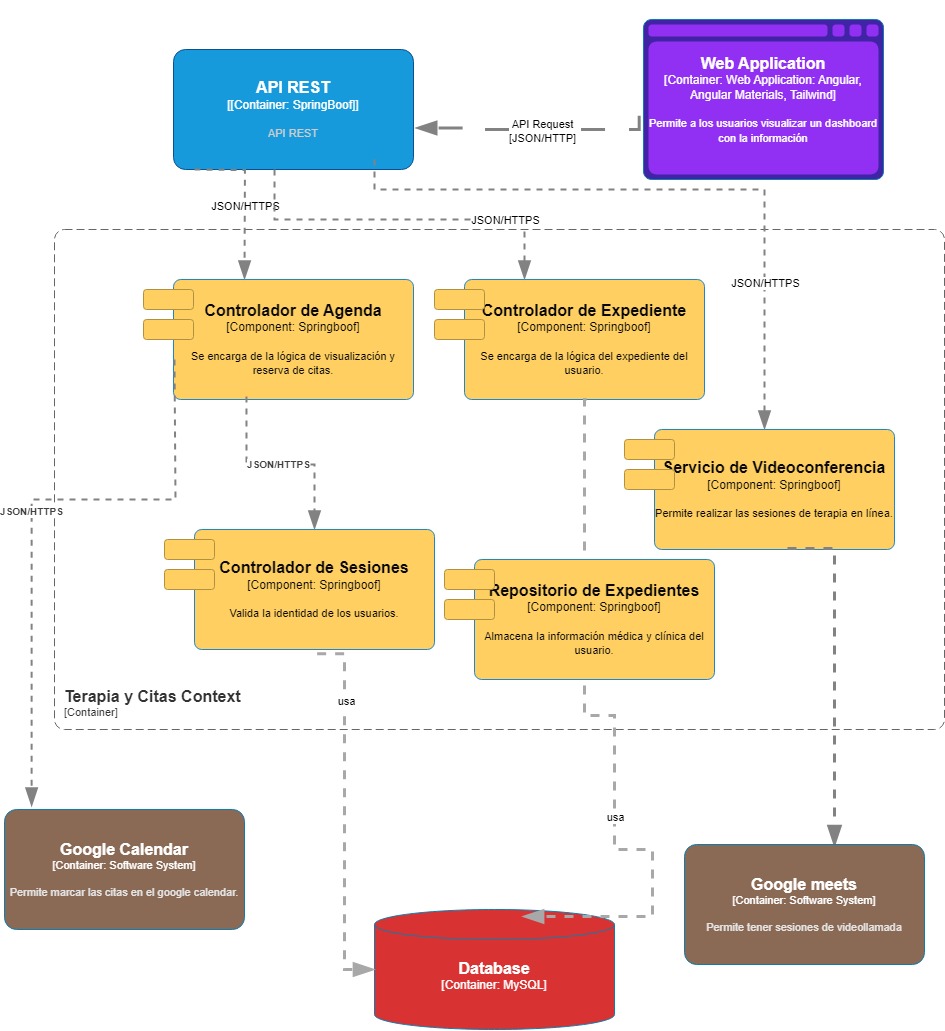 Web Application
[Container: Web Application: Angular,
Angular Materials, Tailwind]
Permite a los usuarios visualizar un dashboard
con la información
API REST
[[Container: SpringBoof]]
API REST
API Request
[JSON/HTTP]
JSON/HTTPS
JSON/HTTPS
JSON/HTTPS
Controlador de Agenda
[Component: Springboof]
Se encarga de la lógica de visualización y
reserva de citas.
Controlador de Expediente
[Component: Springboof]
Se encarga de la lógica del expediente del
usuario.
JSON/HTTPS
Servicio de Videoconferencia
[Component: Springboof]
Permite realizar las sesiones de terapia en línea.
JSON/HTTPS
Controlador de Sesiones
[Component: Springboof]
Valida la identidad de los usuarios.
Repositorio de Expedientes
[Component: Springboof]
Almacena la información médica y clínica del
usuario.
Terapia y Citas Context
[Container]
usa
usa
Google Calendar
[Container: Software System]
Permite marcar las citas en el google calendar.
Google meets
[Container: Software System]
Permite tener sesiones de videollamada
Database
[Container: MySQL]